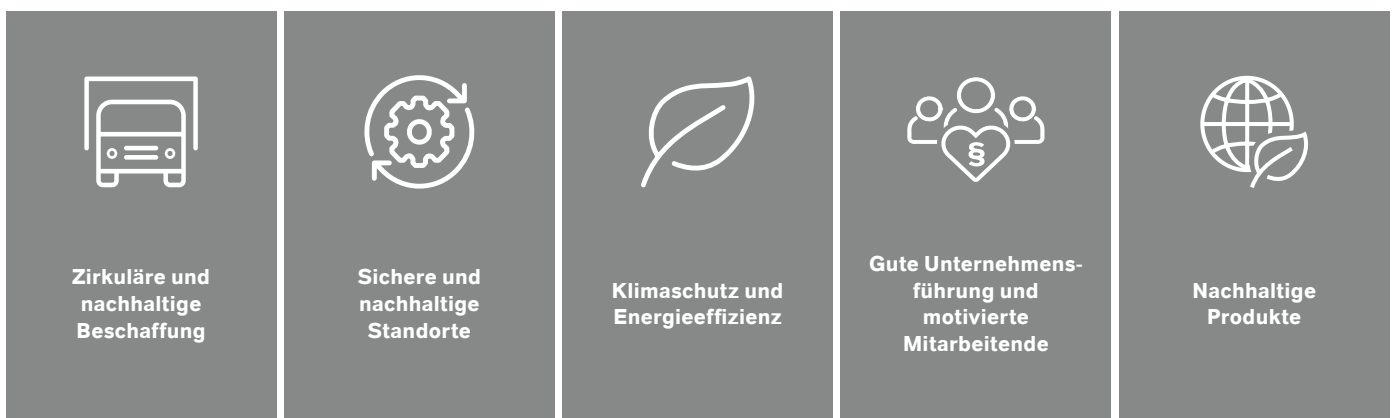 Zirkuläre und
nachhaltige
Beschaffung
Sichere und
nachhaltige
Standorte
Klimaschutz und
Energieeffizienz
§
Gute Unternehmens-
führung und
motivierte
Mitarbeitende
Nachhaltige
Produkte